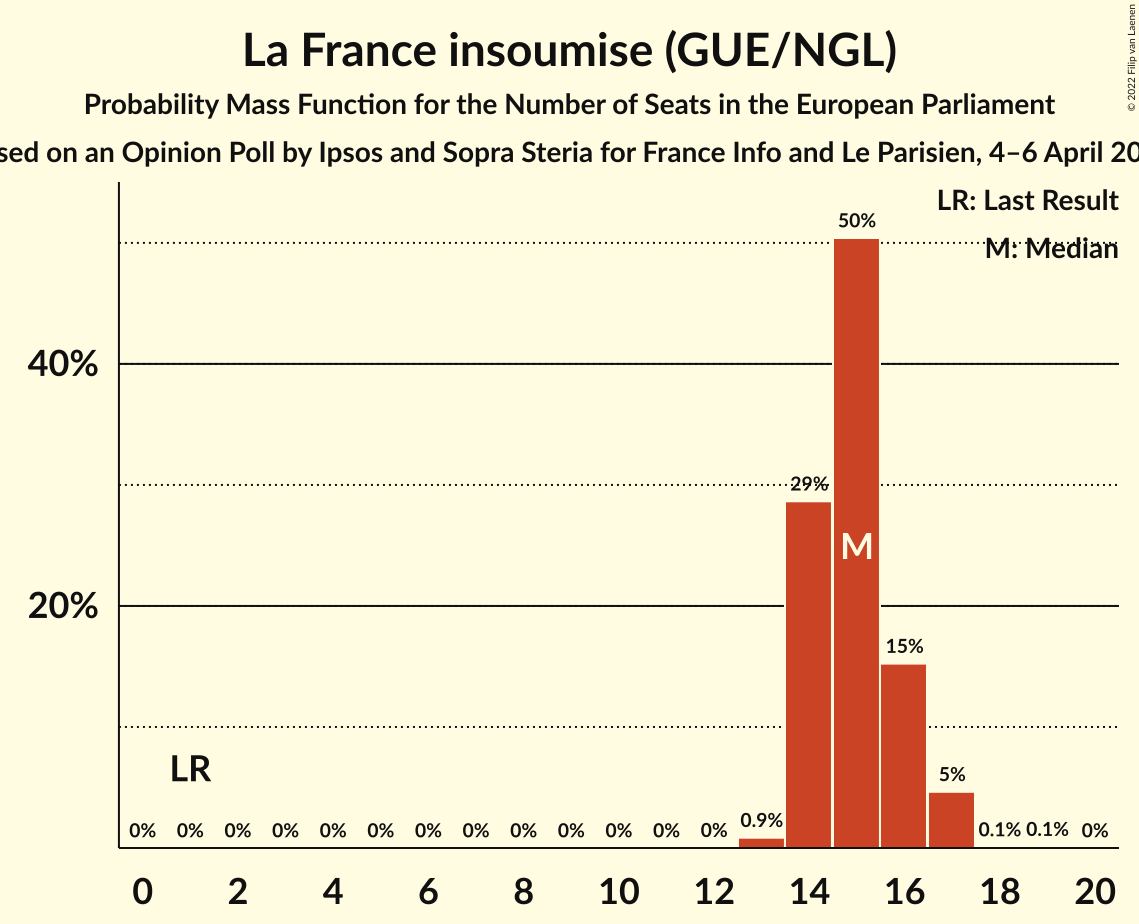 La France insoumise (GUE/NGL)
Probability Mass Function for the Number of Seats in the European Parliament
sed on an Opinion Poll by Ipsos and Sopra Steria for France Info and Le Parisien, 4–6 April 20
© 2022 Filip van Laenen
LR: Last Result
M: Median
50%
40%
29%
M
20%
15%
LR
5%
0% 0% 0% 0% 0% 0% 0% 0% 0% 0% 0% 0% 0% 0.9% 0.1% 0.1% 0%
0 2 4 6 8 10 12 14 16 18 20